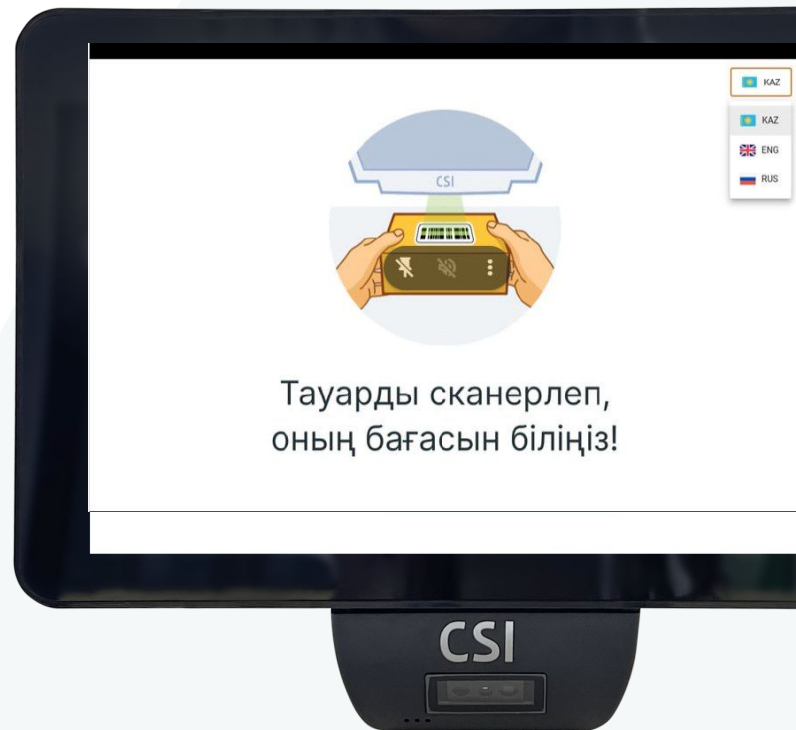 KAZ
KAZ
ENG
RUS
CSI
Тауарды сканерлеп,
оның бағасын біліңіз!
CSI